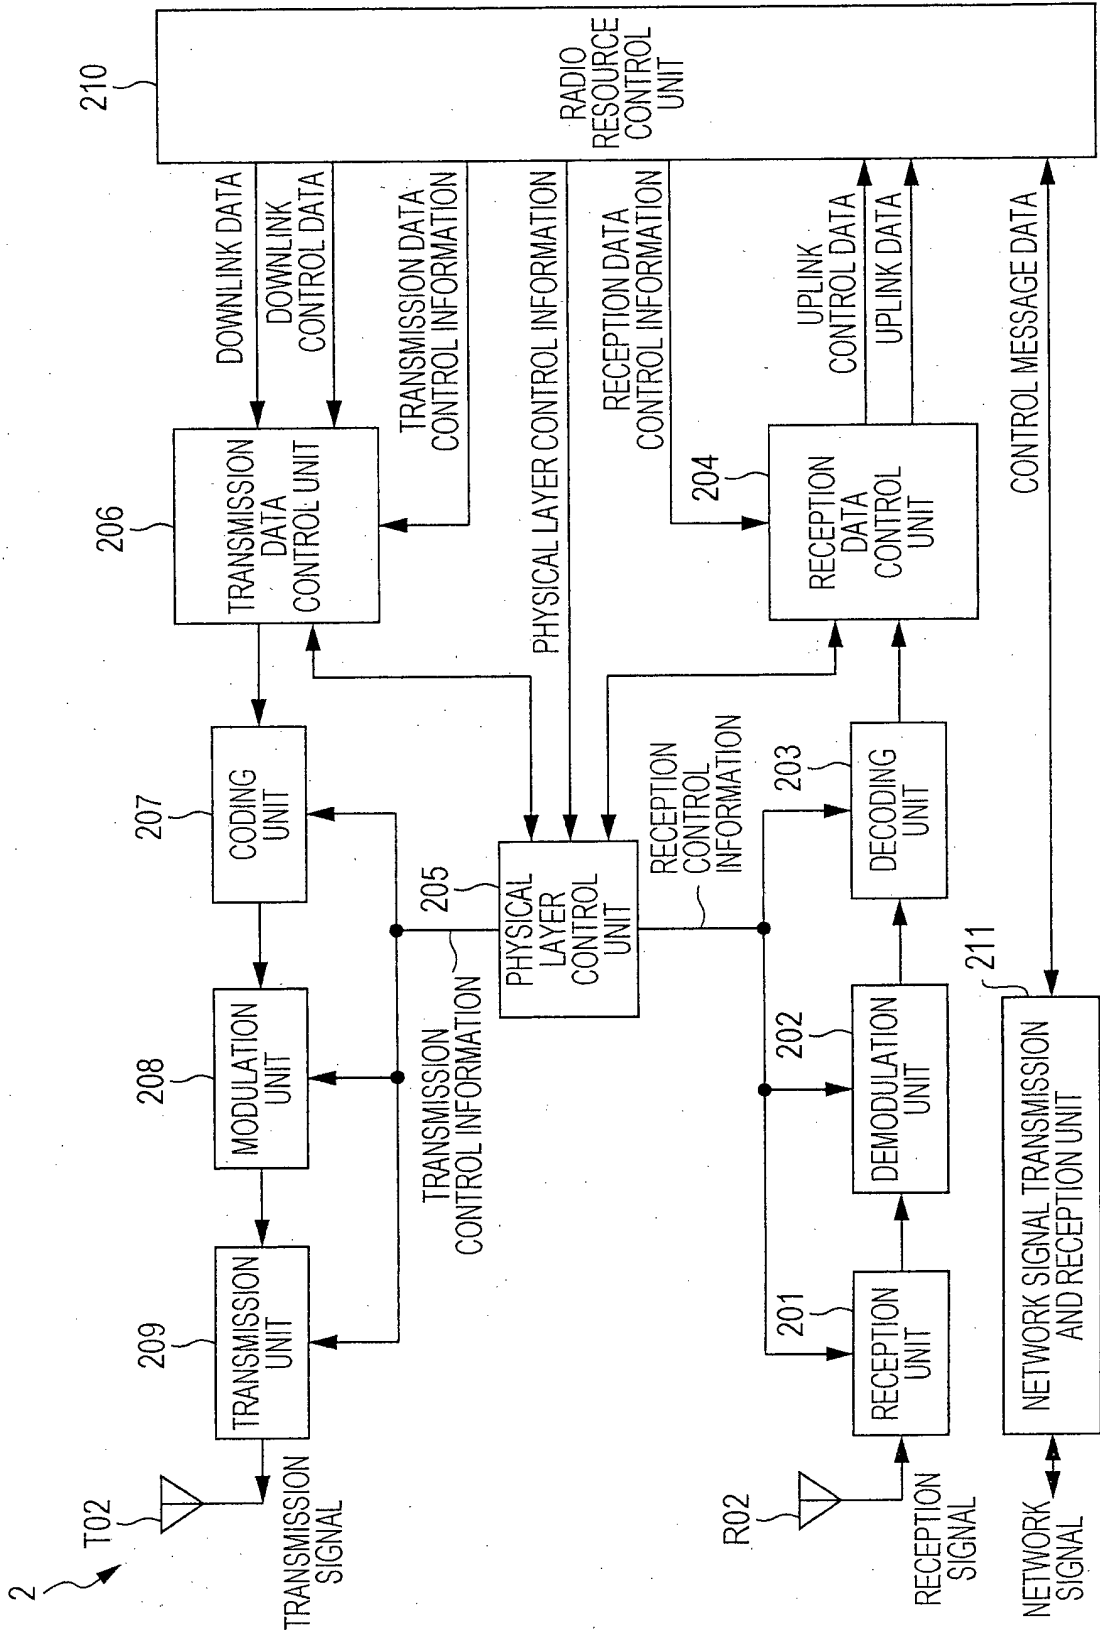 2
T02
TRANSMISSION
SIGNAL
209
TRANSMISSION
UNIT
208
MODULATION
UNIT
207
CODING
UNIT
206
TRANSMISSION
DATA
CONTROL UNIT
DOWNLINK DATA
DOWNLINK
CONTROL DATA
TRANSMISSION DATA
CONTROL INFORMATION
210
RADIO
RESOURCE
CONTROL
UNIT
TRANSMISSION
CONTROL INFORMATION
205
PHYSICAL
LAYER
CONTROL
UNIT
PHYSICAL LAYER CONTROL INFORMATION
RECEPTION
CONTROL
INFORMATION
RECEPTION DATA
CONTROL INFORMATION
R02
RECEPTION
SIGNAL
201
RECEPTION
UNIT
202
DEMODULATION
UNIT
203
DECODING
UNIT
204
RECEPTION
DATA
CONTROL
UNIT
UPLINK
CONTROL DATA
UPLINK DATA
NETWORK
SIGNAL
211
NETWORK SIGNAL TRANSMISSION
AND RECEPTION UNIT
CONTROL MESSAGE DATA